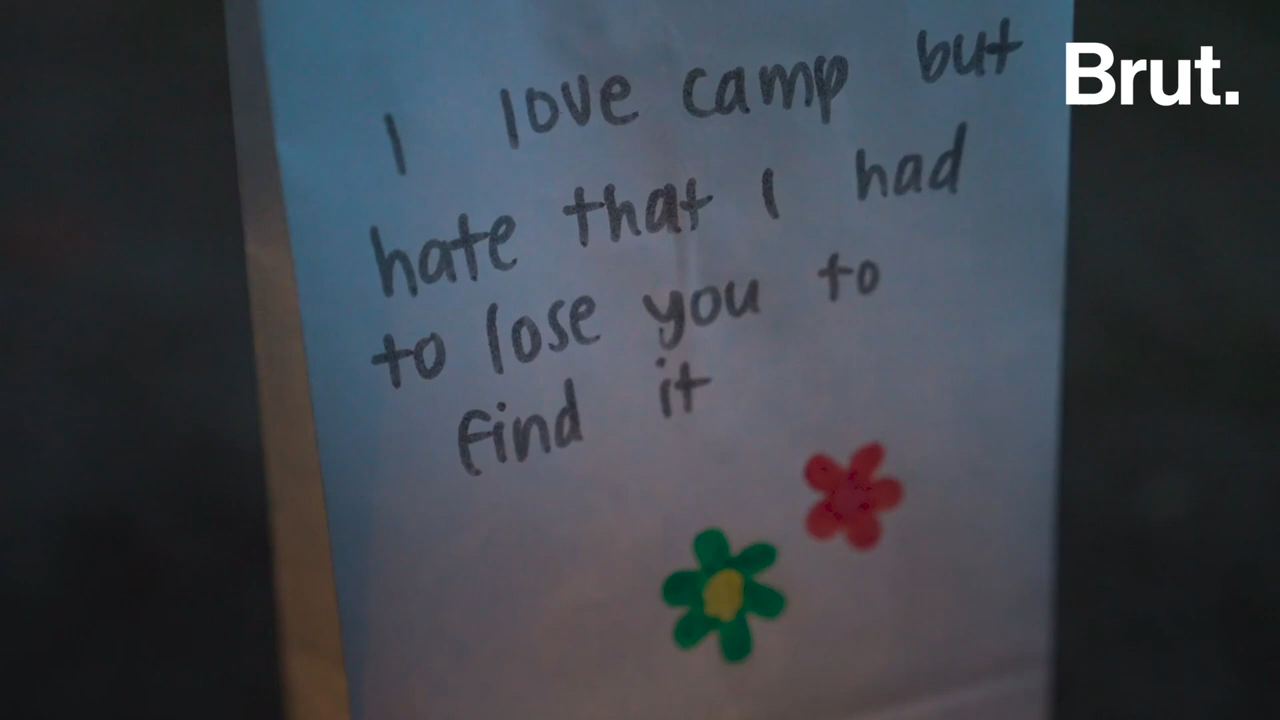 Brut.
I love camp but
hate that I had
to lose you to
find it